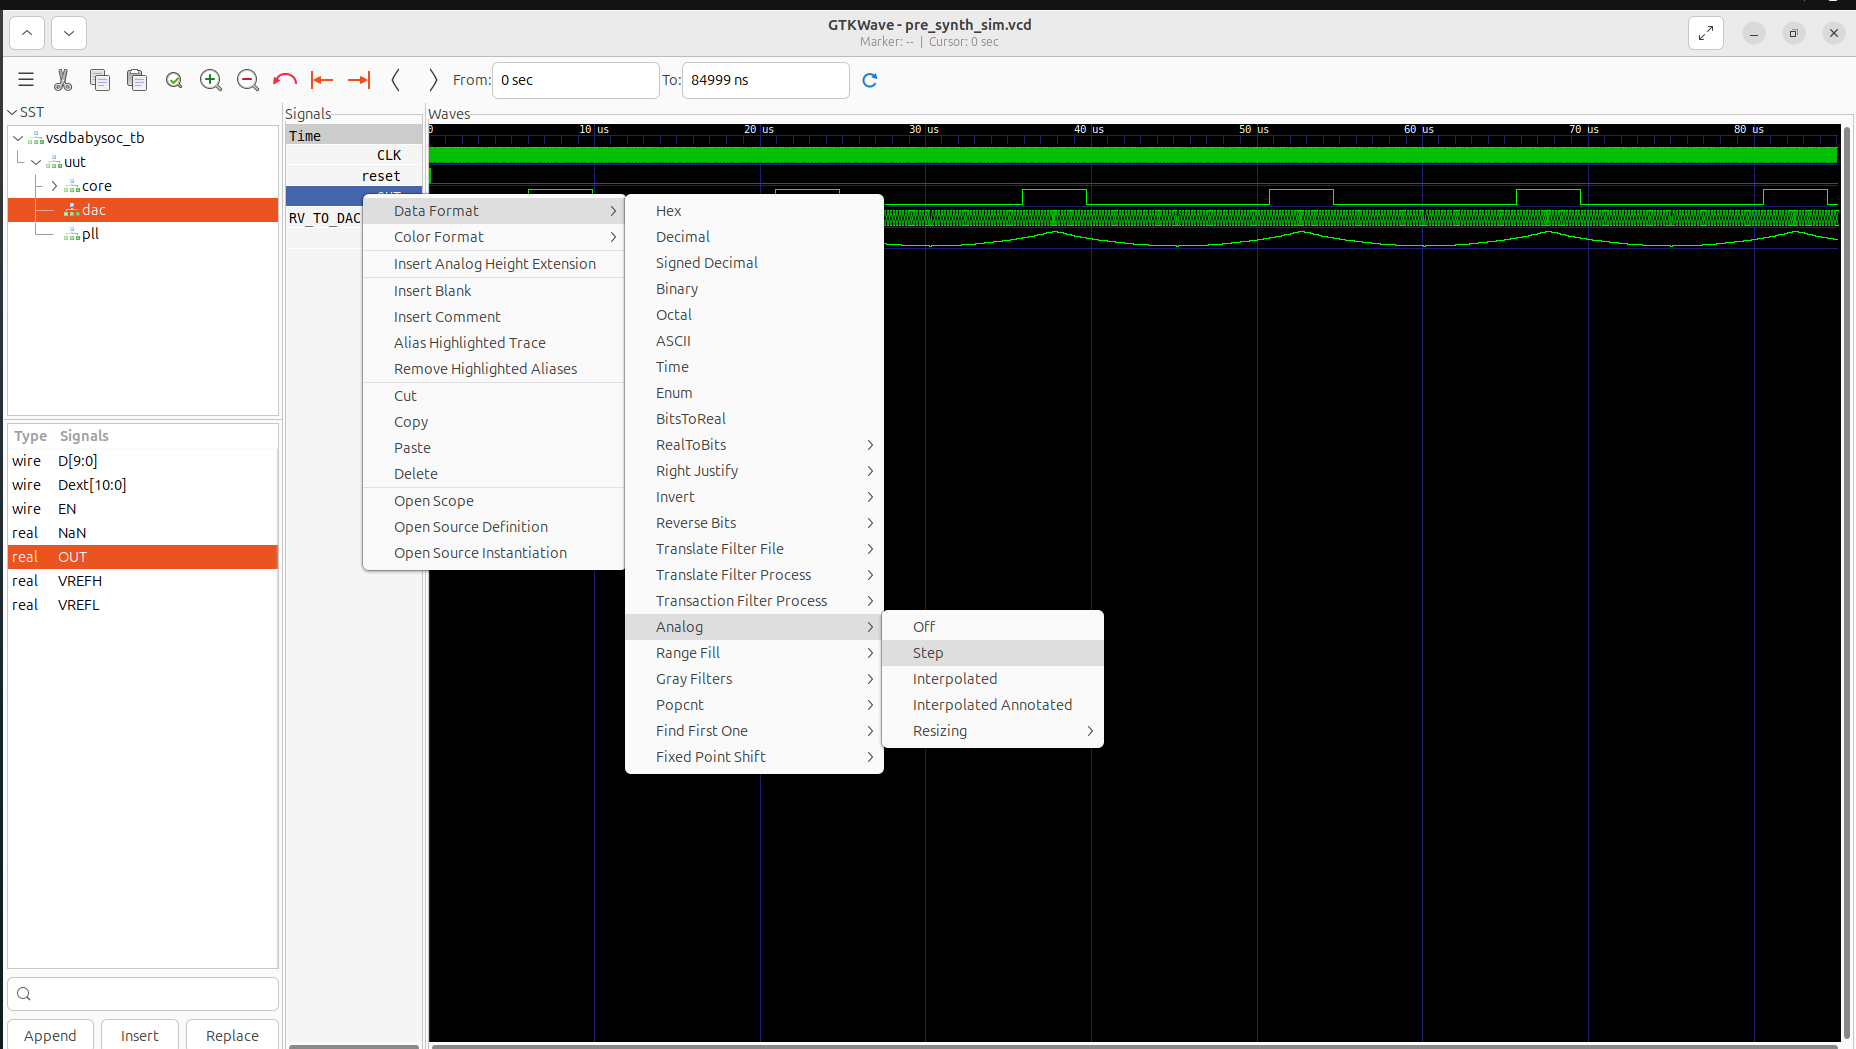 GTKWave - pre_synth_sim.vcd
Marker: -- | Cursor: 0 sec
From: 0 sec To: 84999 ns
SST
vsdbabysoc_tb
uut
core
dac
pll
Type Signals
wire D[9:0]
wire Dext[10:0]
wire EN
real NaN
real OUT
real VREFH
real VREFL
Append Insert Replace
Signals
Time
CLK
reset
RV_TO_DAC
Waves
0 10 us 20 us 30 us 40 us 50 us 60 us 70 us 80 us
Data Format
Color Format
Insert Analog Height Extension
Insert Blank
Insert Comment
Alias Highlighted Trace
Remove Highlighted Aliases
Cut
Copy
Paste
Delete
Open Scope
Open Source Definition
Open Source Instantiation
Hex
Decimal
Signed Decimal
Binary
Octal
ASCII
Time
Enum
BitsToReal
RealToBits
Right Justify
Invert
Reverse Bits
Translate Filter File
Translate Filter Process
Transaction Filter Process
Analog
Range Fill
Gray Filters
Popcnt
Find First One
Fixed Point Shift
Off
Step
Interpolated
Interpolated Annotated
Resizing